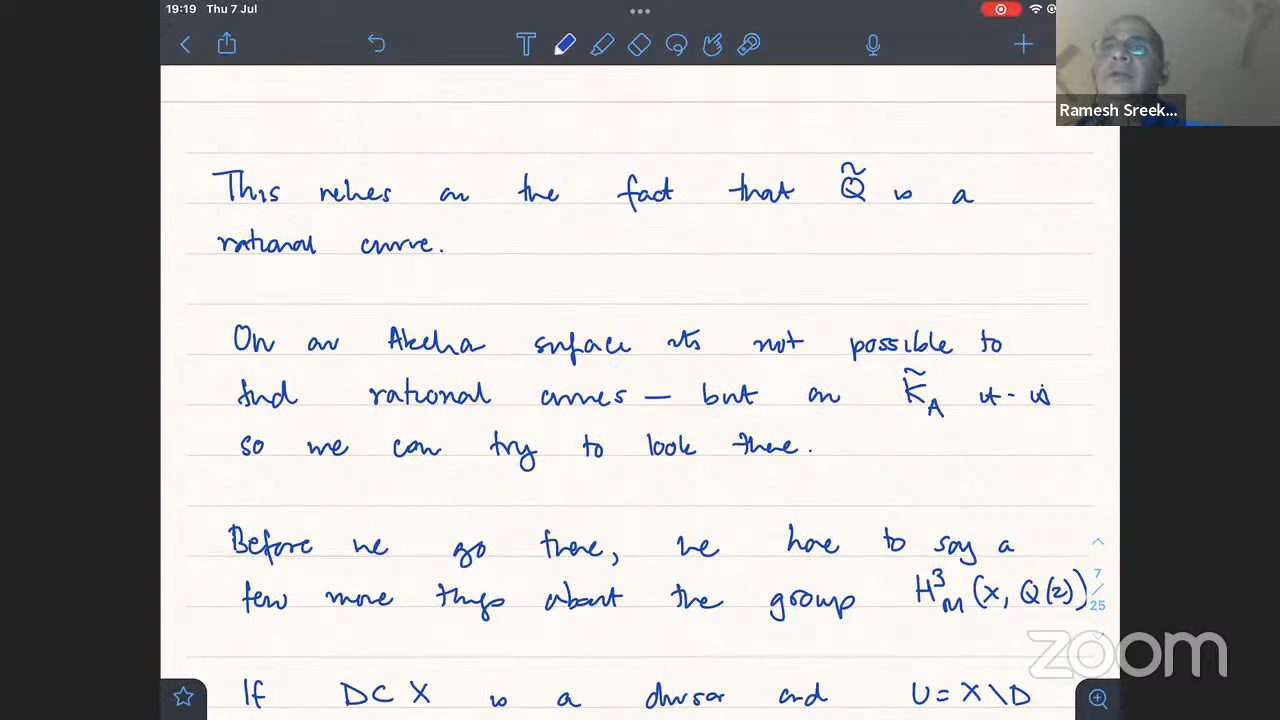 19:19 Thu 7 Jul
Ramesh Sreek...
This relies on the fact that Q̃ is a
rational curve.
On an Abelian surface its not possible to
find rational curves — but on K̃_A it is
so we can try to look there.
Before we go there, we have to say a
few more things about the group H³_M (X, Q(2))
7/25
zoom
If D ⊂ X is a divisor and U = X \ D